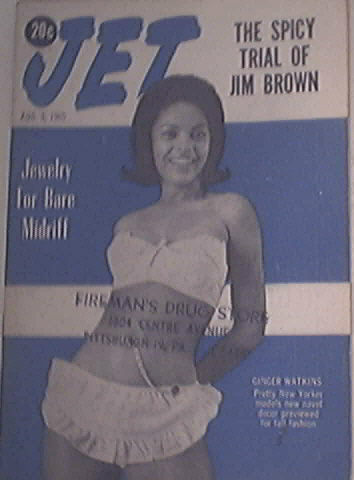 20¢
JET
THE SPICY
TRIAL OF
JIM BROWN
Jewelry
For Bare
Midriff
FIREMAN'S DRUG STORE
CENTRE AVENUE
PITTSBURGH 19, PA.
GINGER WATKINS
Pretty New Yorker
models new navel
decor previewed
for fall fashion